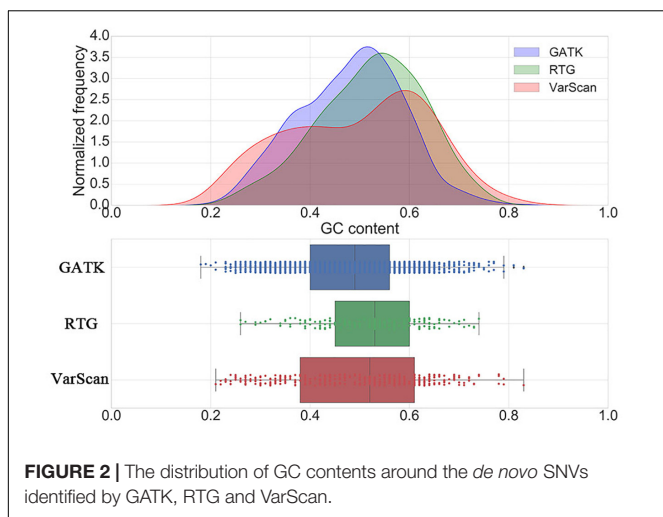 4.0
3.5
3.0
2.5
2.0
1.5
1.0
0.5
0.0
Normalized frequency
GATK
RTG
VarScan
0.0 0.2 0.4 0.6 0.8 1.0
GC content
GATK
RTG
VarScan
0.0 0.2 0.4 0.6 0.8 1.0
FIGURE 2 | The distribution of GC contents around the de novo SNVs
identified by GATK, RTG and VarScan.